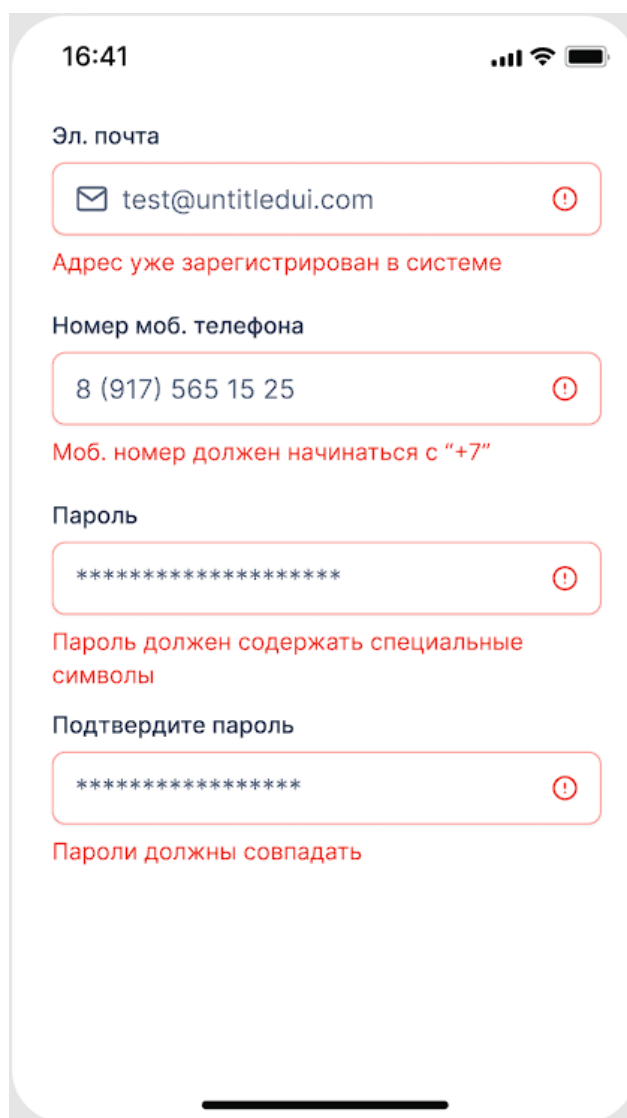 16:41
Эл. почта
test@untitledui.com
Адрес уже зарегистрирован в системе
Номер моб. телефона
8 (917) 565 15 25
Моб. номер должен начинаться с “+7”
Пароль
********************
Пароль должен содержать специальные
символы
Подтвердите пароль
*****************
Пароли должны совпадать